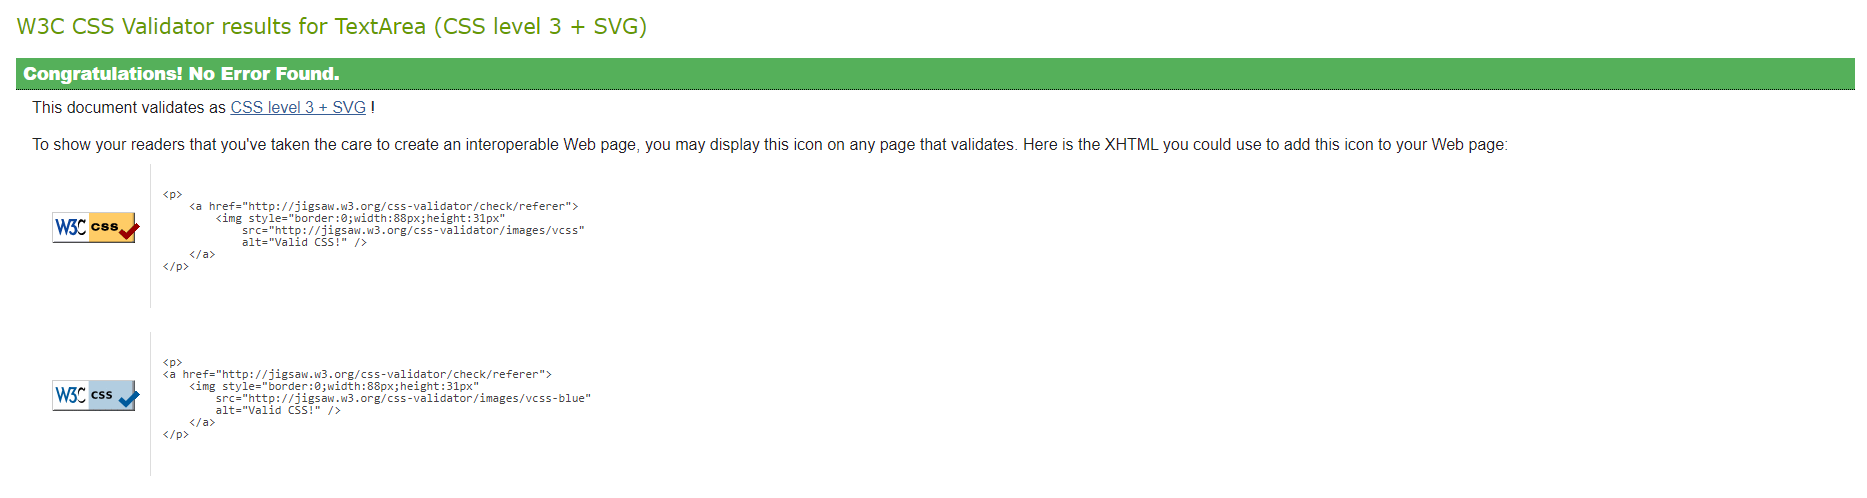 W3C CSS Validator results for TextArea (CSS level 3 + SVG)
Congratulations! No Error Found.
This document validates as CSS level 3 + SVG !
To show your readers that you've taken the care to create an interoperable Web page, you may display this icon on any page that validates. Here is the XHTML you could use to add this icon to your Web page:
W3C css
<p>
    <a href="http://jigsaw.w3.org/css-validator/check/referer">
        <img style="border:0;width:88px;height:31px"
            src="http://jigsaw.w3.org/css-validator/images/vcss"
            alt="Valid CSS!" />
    </a>
</p>
W3C css
<p>
<a href="http://jigsaw.w3.org/css-validator/check/referer">
    <img style="border:0;width:88px;height:31px"
        src="http://jigsaw.w3.org/css-validator/images/vcss-blue"
        alt="Valid CSS!" />
    </a>
</p>